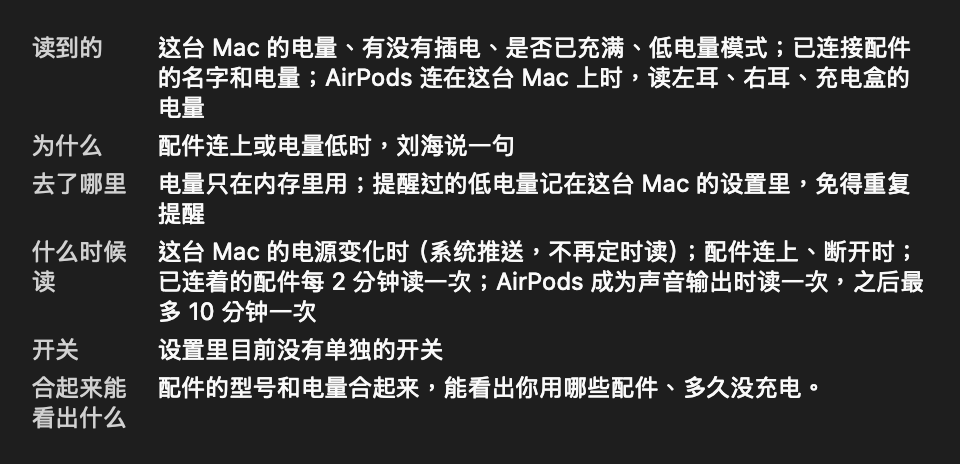 读到的 这台 Mac 的电量、有没有插电、是否已充满、低电量模式；已连接配件
的名字和电量；AirPods 连在这台 Mac 上时，读左耳、右耳、充电盒的
电量
为什么 配件连上或电量低时，刘海说一句
去了哪里 电量只在内存里用；提醒过的低电量记在这台 Mac 的设置里，免得重复
提醒
什么时候 这台 Mac 的电源变化时（系统推送，不再定时读）；配件连上、断开时；
读 已连着的配件每 2 分钟读一次；AirPods 成为声音输出时读一次，之后最
多 10 分钟一次
开关 设置里目前没有单独的开关
合起来能 配件的型号和电量合起来，能看出你用哪些配件、多久没充电。
看出什么